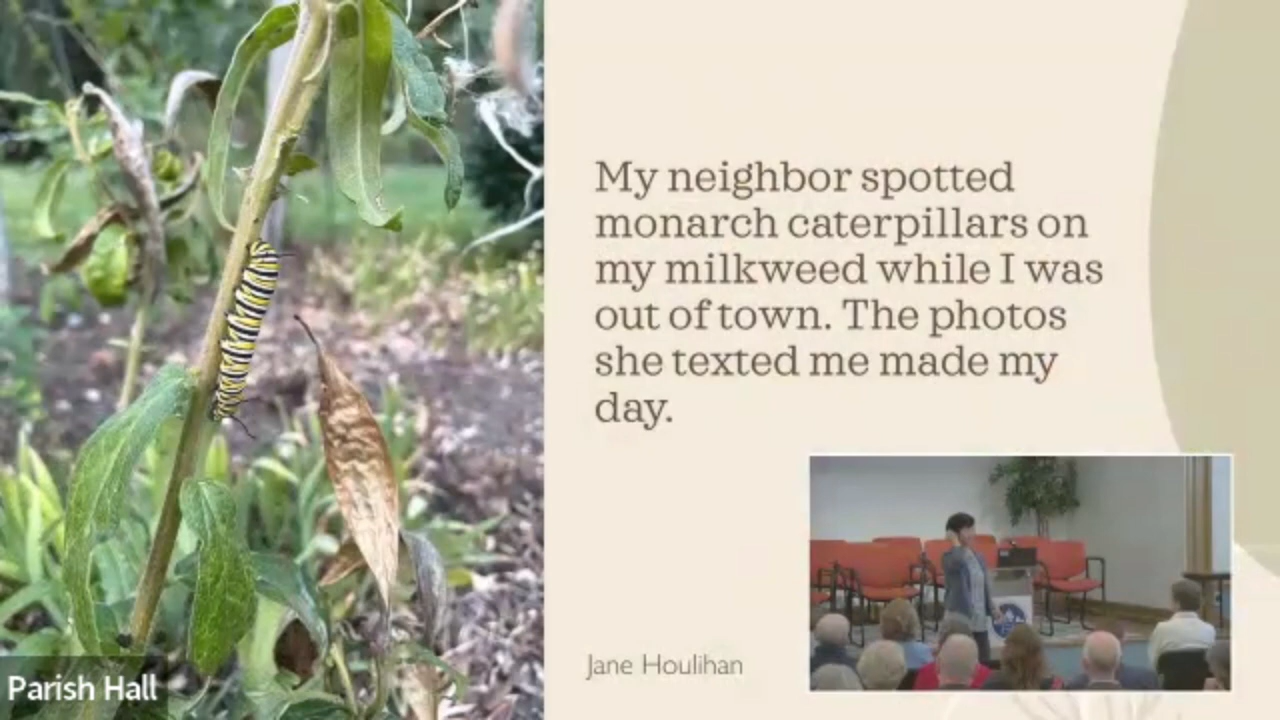 My neighbor spotted
monarch caterpillars on
my milkweed while I was
out of town. The photos
she texted me made my
day.
Jane Houlihan
Parish Hall